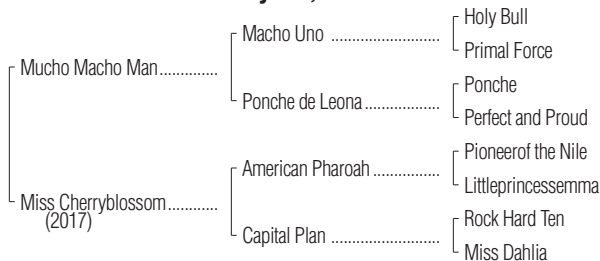 Holy Bull
Macho Uno ....................
Primal Force
Mucho Macho Man .............
Ponche
Ponche de Leona ..............
Perfect and Proud
Pioneerof the Nile
American Pharoah ...............
Littleprincessemma
Miss Cherryblossom ............
(2017)
Rock Hard Ten
Capital Plan ....................
Miss Dahlia